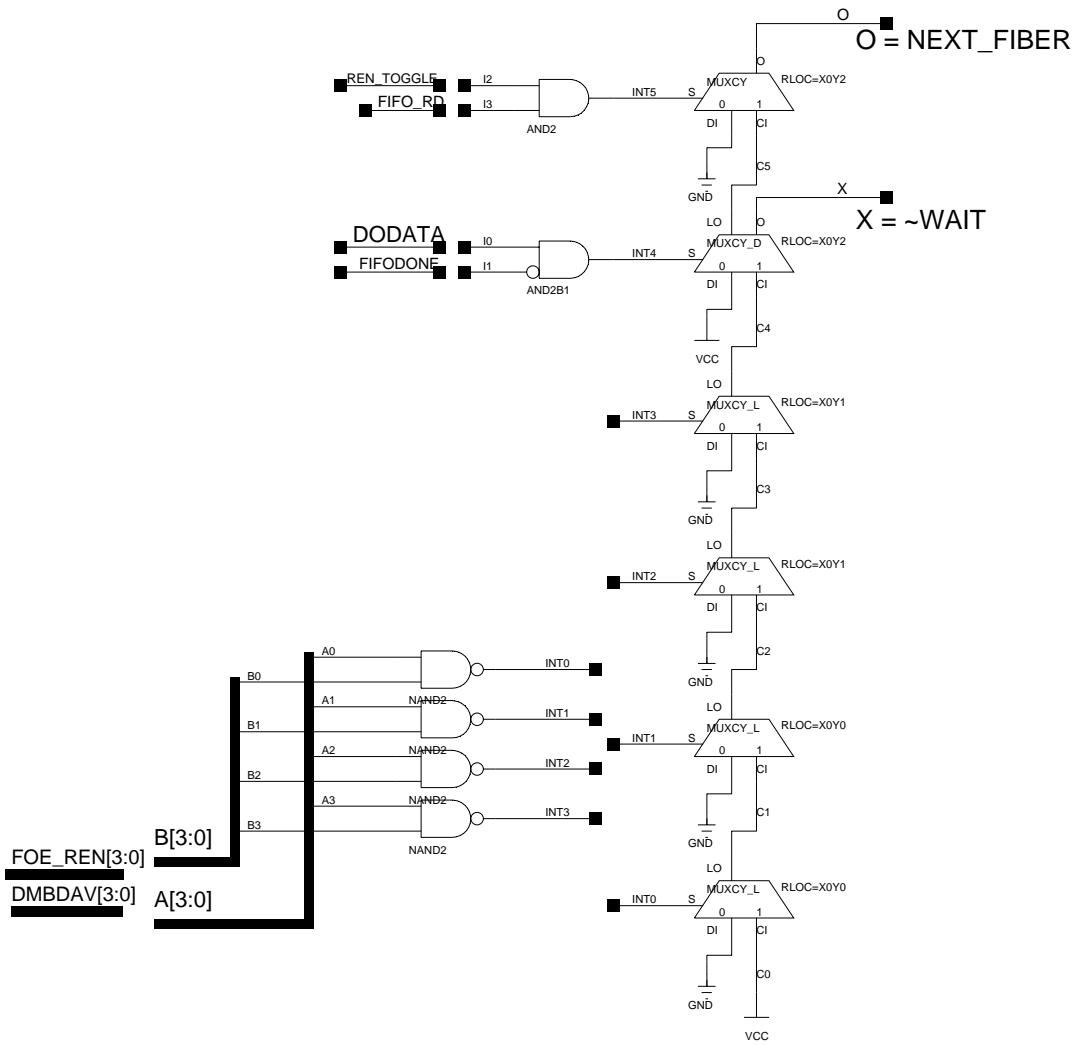 O
O = NEXT_FIBER
O
REN_TOGGLE I2 MUXCY RLOC=X0Y2
INT5 S
FIFO_RD I3 0 1
AND2 DI CI
C5
GND
X
LO O X = ~WAIT
DODATA I0 MUXCY_D RLOC=X0Y2
INT4 S
FIFODONE I1 0 1
AND2B1 DI CI
C4
VCC
LO
MUXCY_L RLOC=X0Y1
INT3 S
0 1
DI CI
C3
GND
LO
MUXCY_L RLOC=X0Y1
INT2 S
0 1
DI CI
C2
A0
INT0
B0 GND
A1 NAND2 LO
INT1 MUXCY_L RLOC=X0Y0
B1 INT1 S
A2 NAND2 0 1
INT2 DI CI
B2
A3 NAND2 C1
INT3
B3
B[3:0] NAND2 GND
FOE_REN[3:0] LO
DMBDAV[3:0] A[3:0] MUXCY_L RLOC=X0Y0
INT0 S
0 1
DI CI
C0
GND
VCC